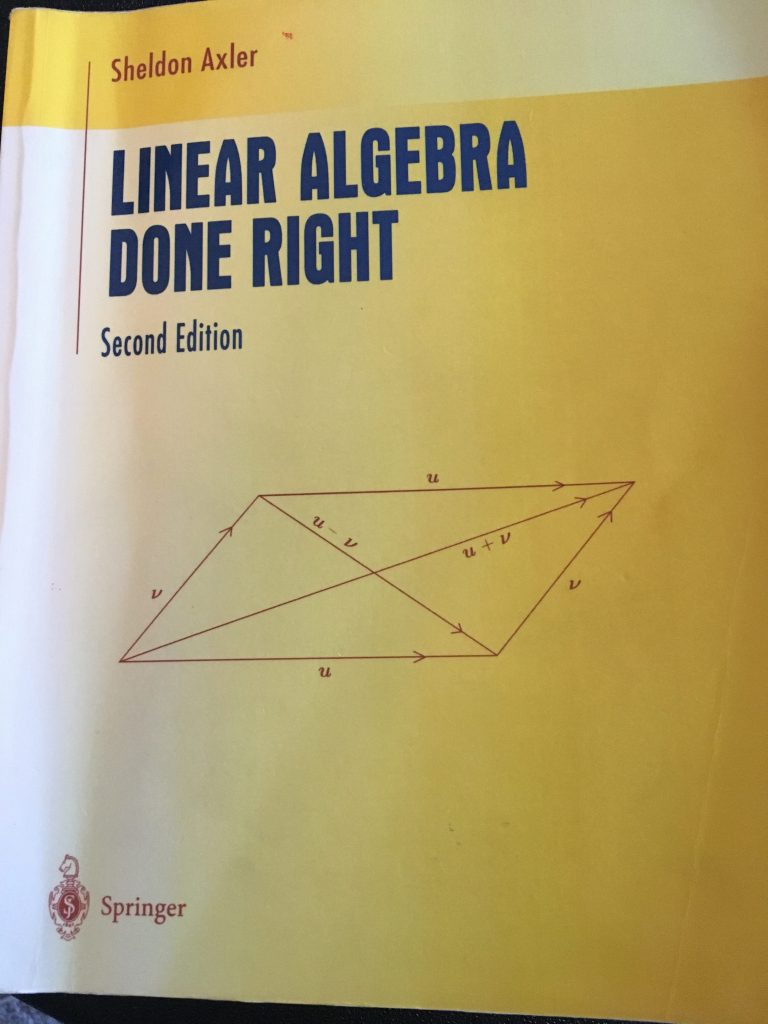 Sheldon Axler
LINEAR ALGEBRA
DONE RIGHT
Second Edition
u
u − v
u + v
v
v
u
Springer